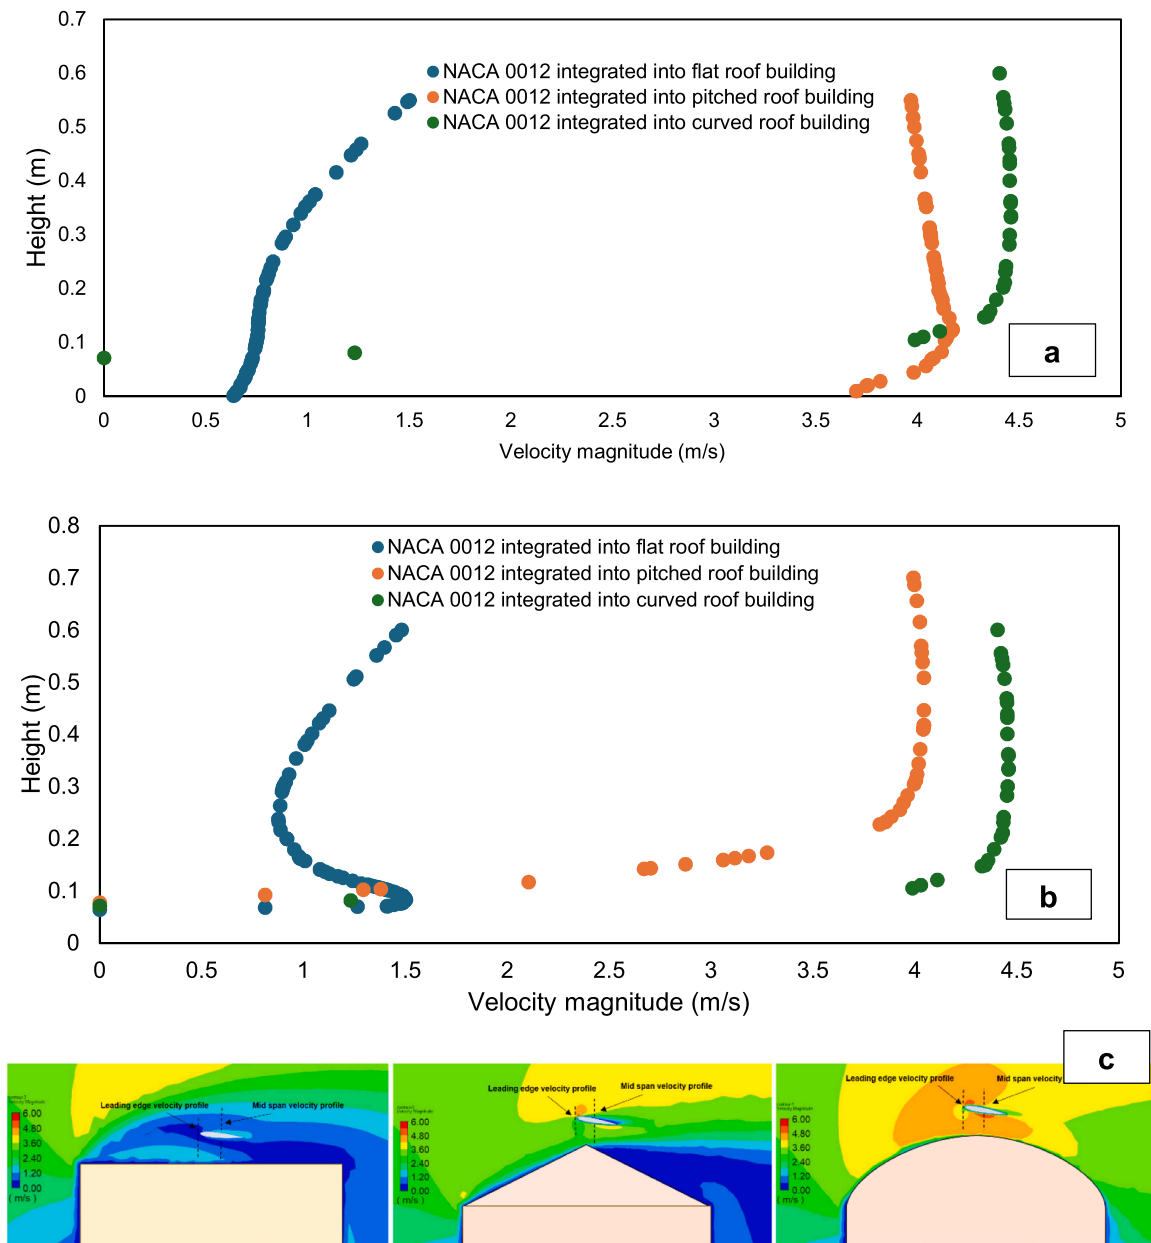 0.7
0.6
0.5
0.4
0.3
0.2
0.1
0
Height (m)
NACA 0012 integrated into flat roof building
NACA 0012 integrated into pitched roof building
NACA 0012 integrated into curved roof building
a
0 0.5 1 1.5 2 2.5 3 3.5 4 4.5 5
Velocity magnitude (m/s)
0.8
0.7
0.6
0.5
0.4
0.3
0.2
0.1
0
Height (m)
NACA 0012 integrated into flat roof building
NACA 0012 integrated into pitched roof building
NACA 0012 integrated into curved roof building
b
0 0.5 1 1.5 2 2.5 3 3.5 4 4.5 5
Velocity magnitude (m/s)
c
Velocity Magnitude
6.00
4.80
3.60
2.40
1.20
0.00
( m/s )
Leading edge velocity profile
Mid span velocity profile
Velocity Magnitude
6.00
4.80
3.60
2.40
1.20
0.00
( m/s )
Leading edge velocity profile
Mid span velocity profile
Velocity Magnitude
6.00
4.80
3.60
2.40
1.20
0.00
( m/s )
Leading edge velocity profile
Mid span velocity